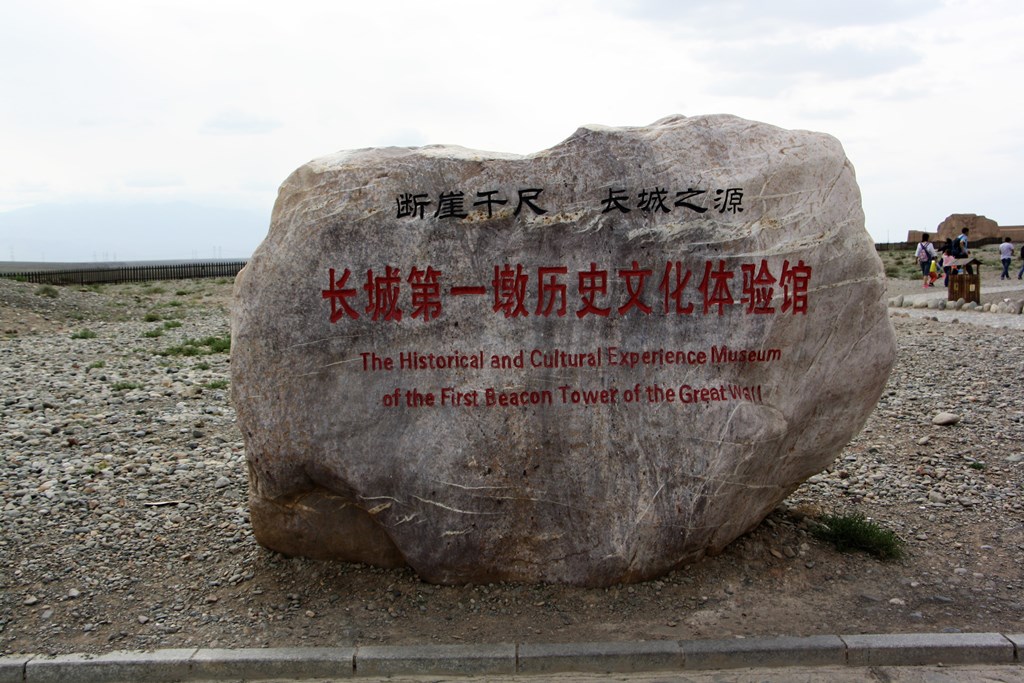 断崖千尺 长城之源
长城第一墩历史文化体验馆
The Historical and Cultural Experience Museum
of the First Beacon Tower of the Great Wall